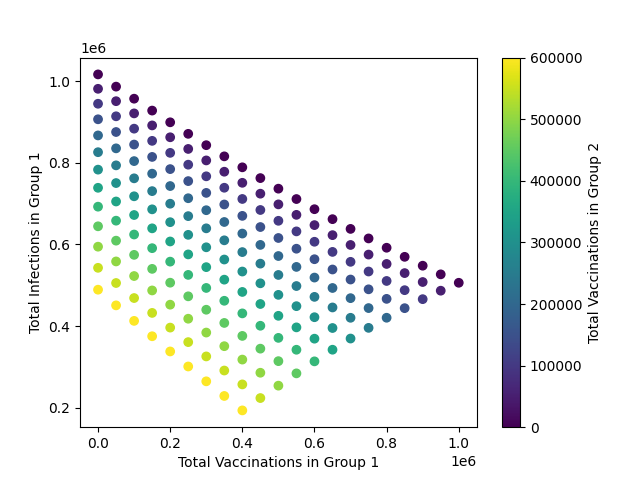 1e6
1.0
0.8
0.6
0.4
0.2
Total Infections in Group 1
0.0 0.2 0.4 0.6 0.8 1.0
1e6
Total Vaccinations in Group 1
600000
500000
400000
300000
200000
100000
0
Total Vaccinations in Group 2